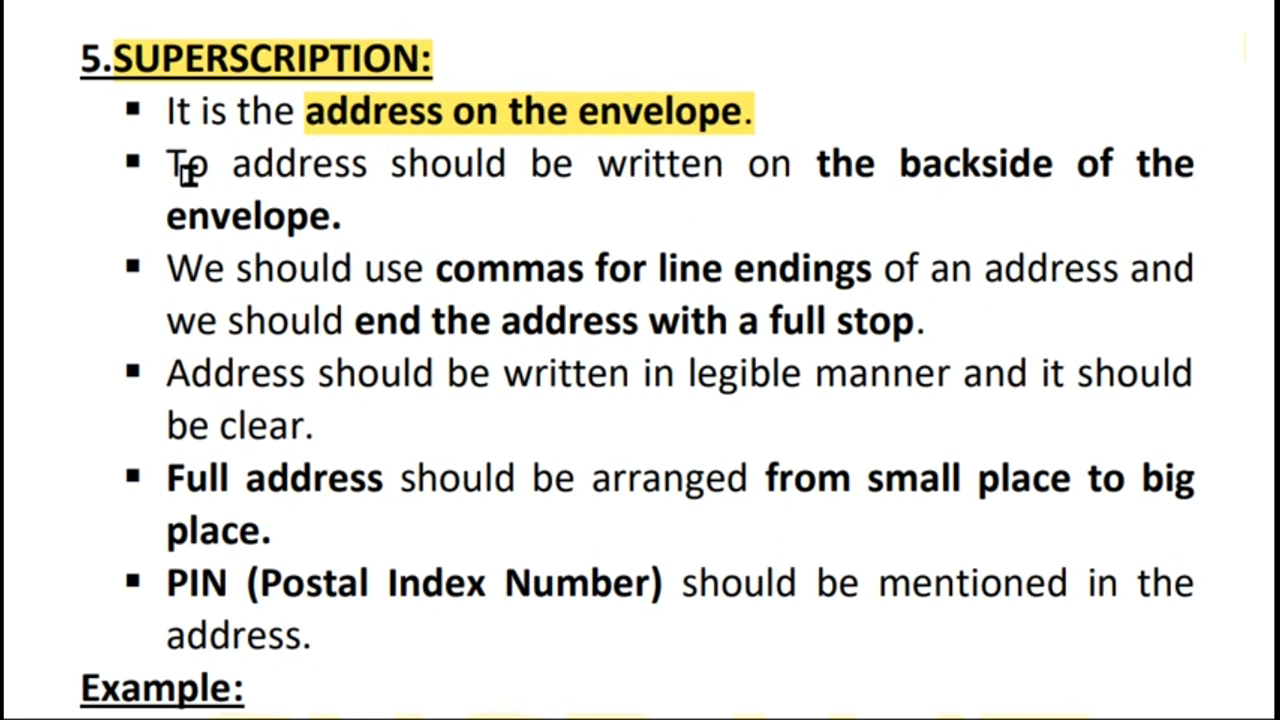 5.SUPERSCRIPTION:
▪ It is the address on the envelope.
▪ To address should be written on the backside of the
envelope.
▪ We should use commas for line endings of an address and
we should end the address with a full stop.
▪ Address should be written in legible manner and it should
be clear.
▪ Full address should be arranged from small place to big
place.
▪ PIN (Postal Index Number) should be mentioned in the
address.
Example: